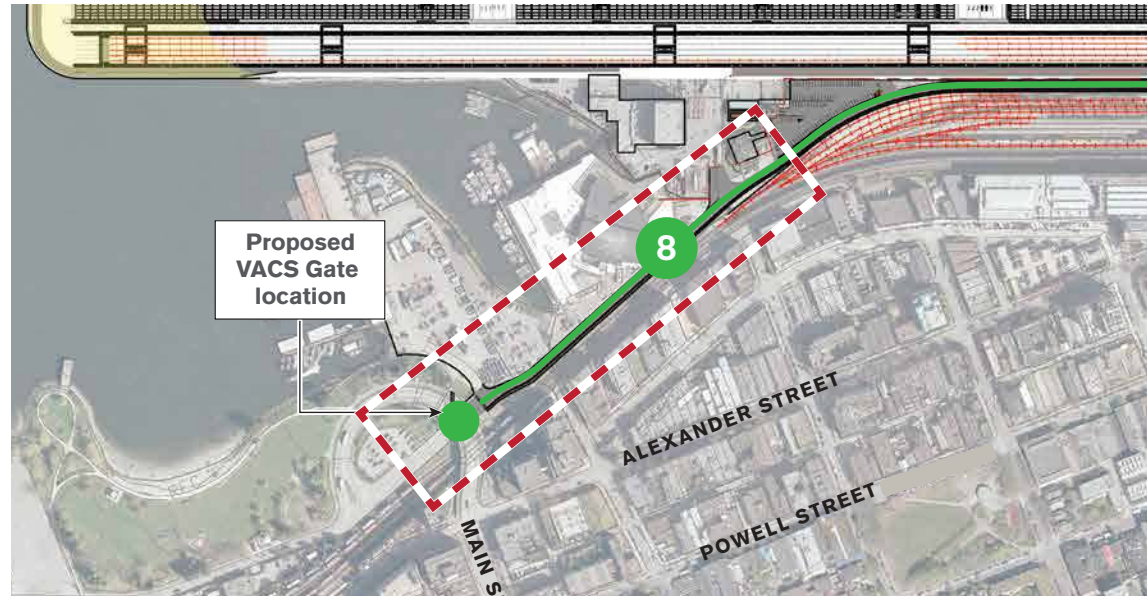 Proposed
VACS Gate
location
8
ALEXANDER STREET
POWELL STREET
MAIN S